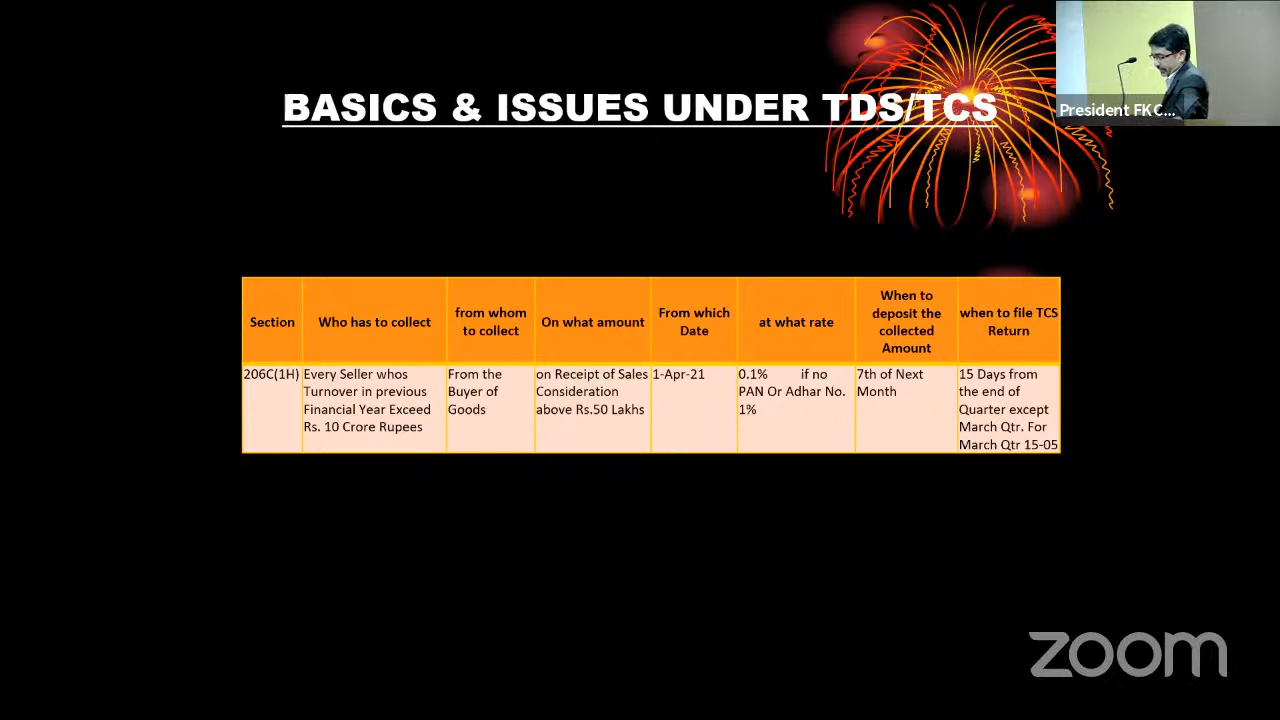 BASICS & ISSUES UNDER TDS/TCS
President FKC...
Section
Who has to collect
from whom
to collect
On what amount
From which
Date
at what rate
When to
deposit the
collected
Amount
when to file TCS
Return
206C(1H)
Every Seller whos
Turnover in previous
Financial Year Exceed
Rs. 10 Crore Rupees
From the
Buyer of
Goods
on Receipt of Sales
Consideration
above Rs.50 Lakhs
1-Apr-21
0.1% if no
PAN Or Adhar No.
1%
7th of Next
Month
15 Days from
the end of
Quarter except
March Qtr. For
March Qtr 15-05
zoom